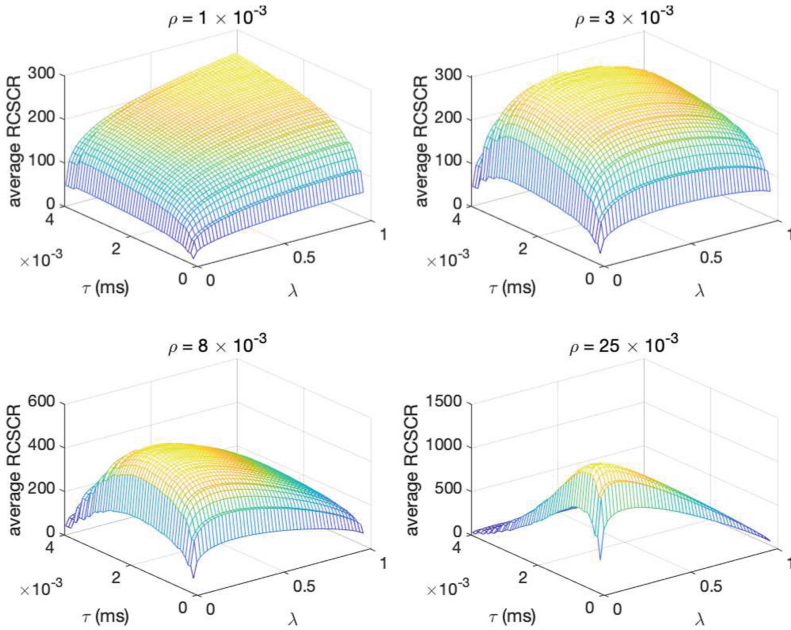 ρ = 1 × 10-3
average RCSCR
300
200
100
0
4
2
0
×10-3
τ (ms)
0
0.5
1
λ
ρ = 3 × 10-3
average RCSCR
300
200
100
0
4
2
0
×10-3
τ (ms)
0
0.5
1
λ
ρ = 8 × 10-3
average RCSCR
600
400
200
0
4
2
0
×10-3
τ (ms)
0
0.5
1
λ
ρ = 25 × 10-3
average RCSCR
1500
1000
500
0
4
2
0
×10-3
τ (ms)
0
0.5
1
λ